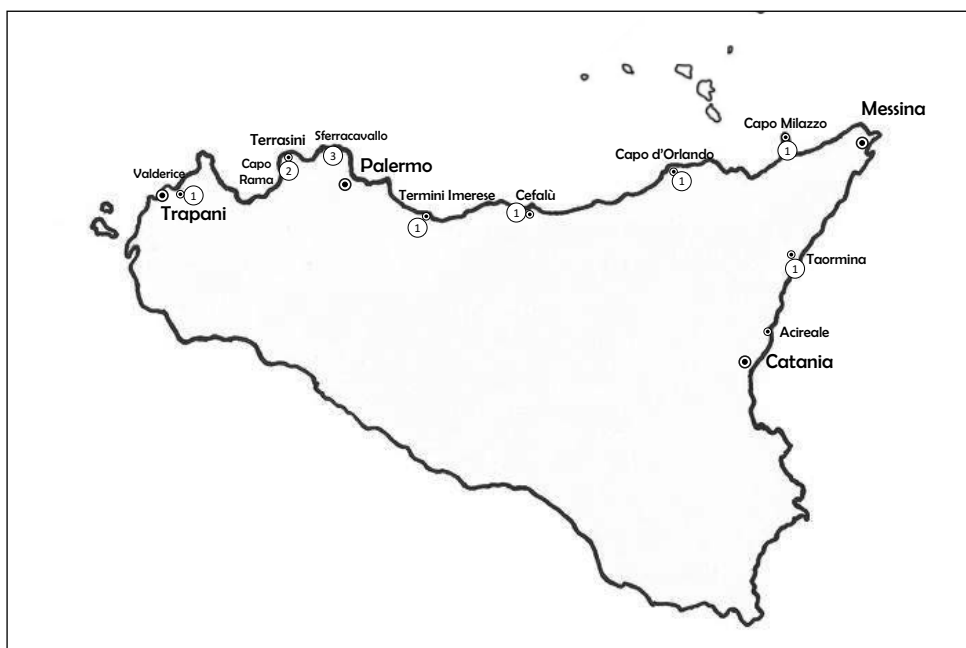 Messina
Capo Milazzo
1
Sferracavallo
3
Terrasini
Capo
Rama
2
Palermo
Capo d'Orlando
1
Valderice
1
Trapani
Termini Imerese
1
Cefalù
1
Taormina
1
Acireale
Catania